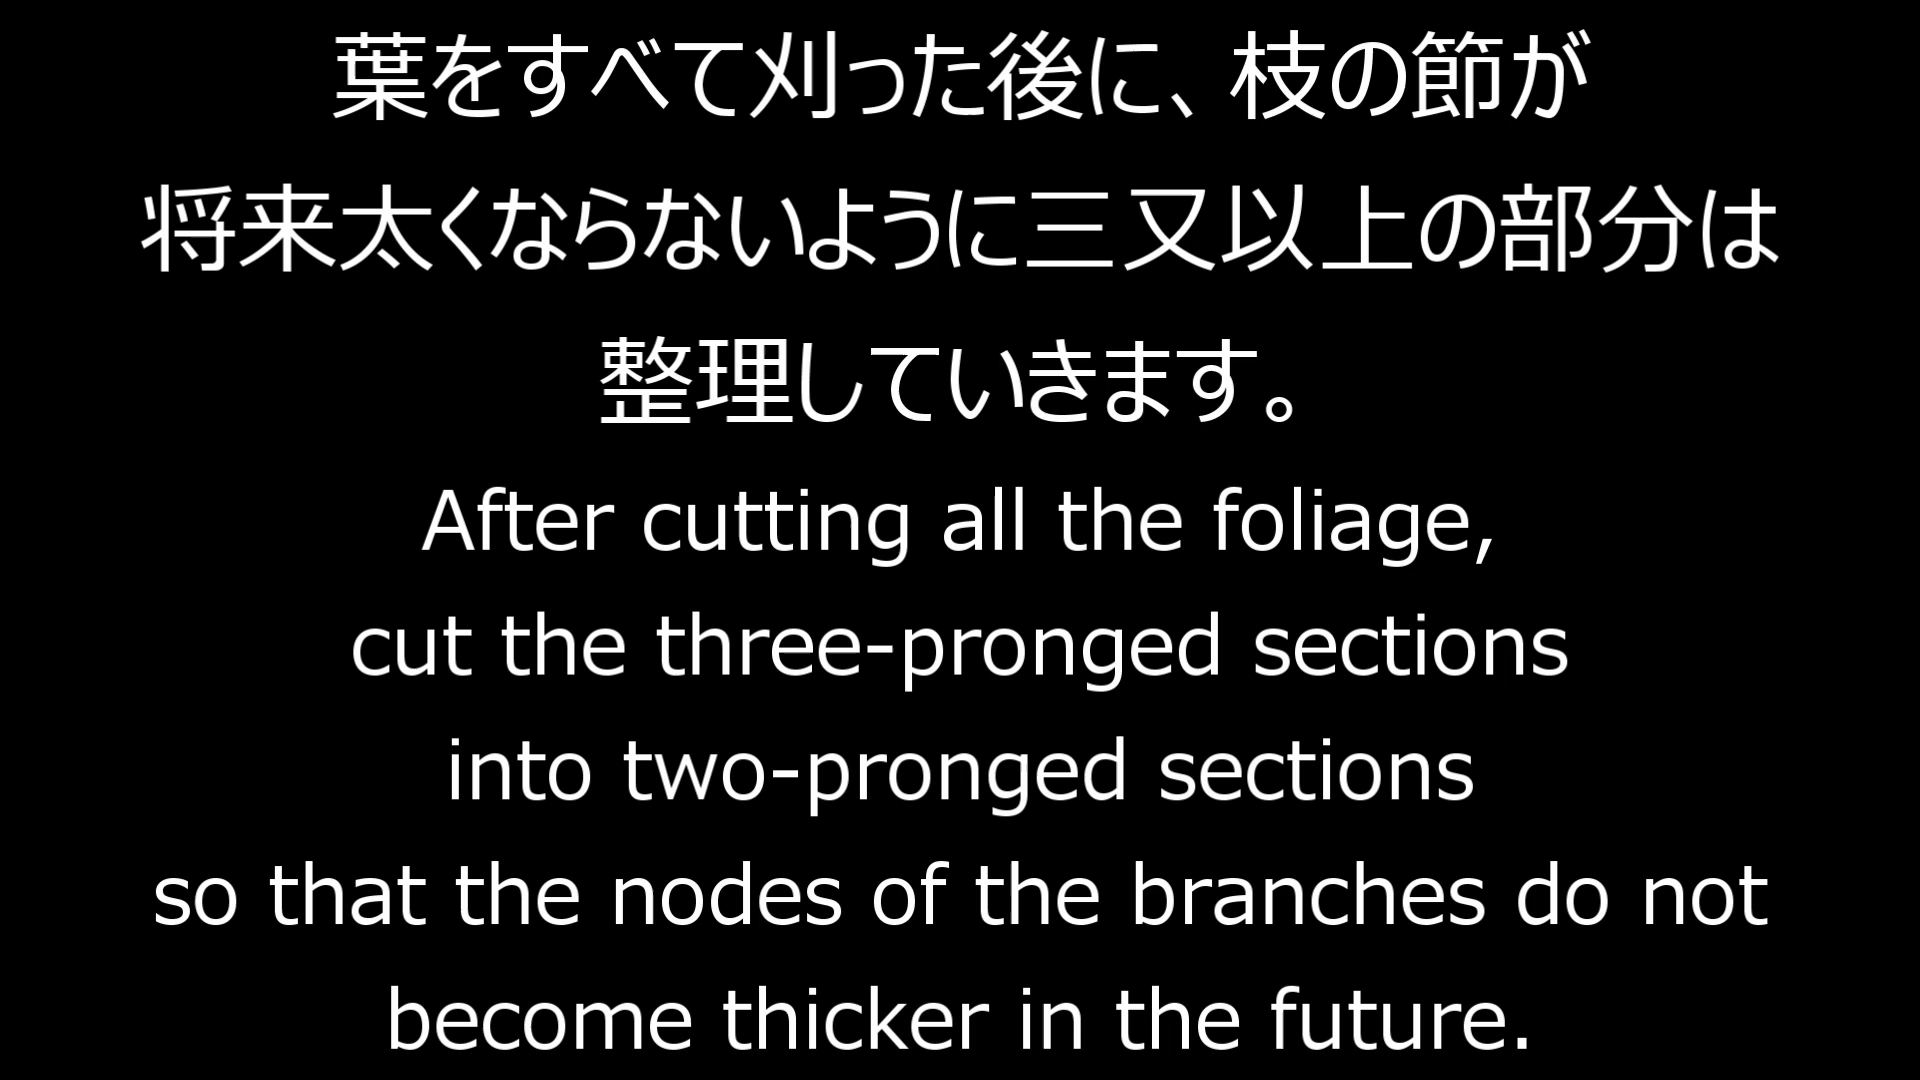 葉をすべて刈った後に、枝の節が
将来太くならないように三又以上の部分は
整理していきます。
After cutting all the foliage,
cut the three-pronged sections
into two-pronged sections
so that the nodes of the branches do not
become thicker in the future.